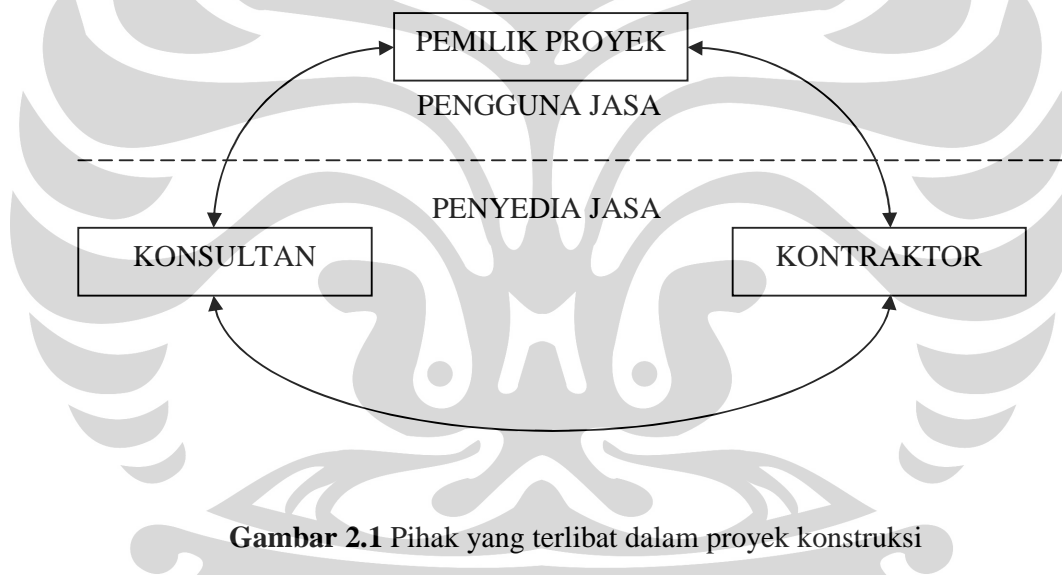 PEMILIK PROYEK
PENGGUNA JASA
PENYEDIA JASA
KONSULTAN
KONTRAKTOR
Gambar 2.1 Pihak yang terlibat dalam proyek konstruksi